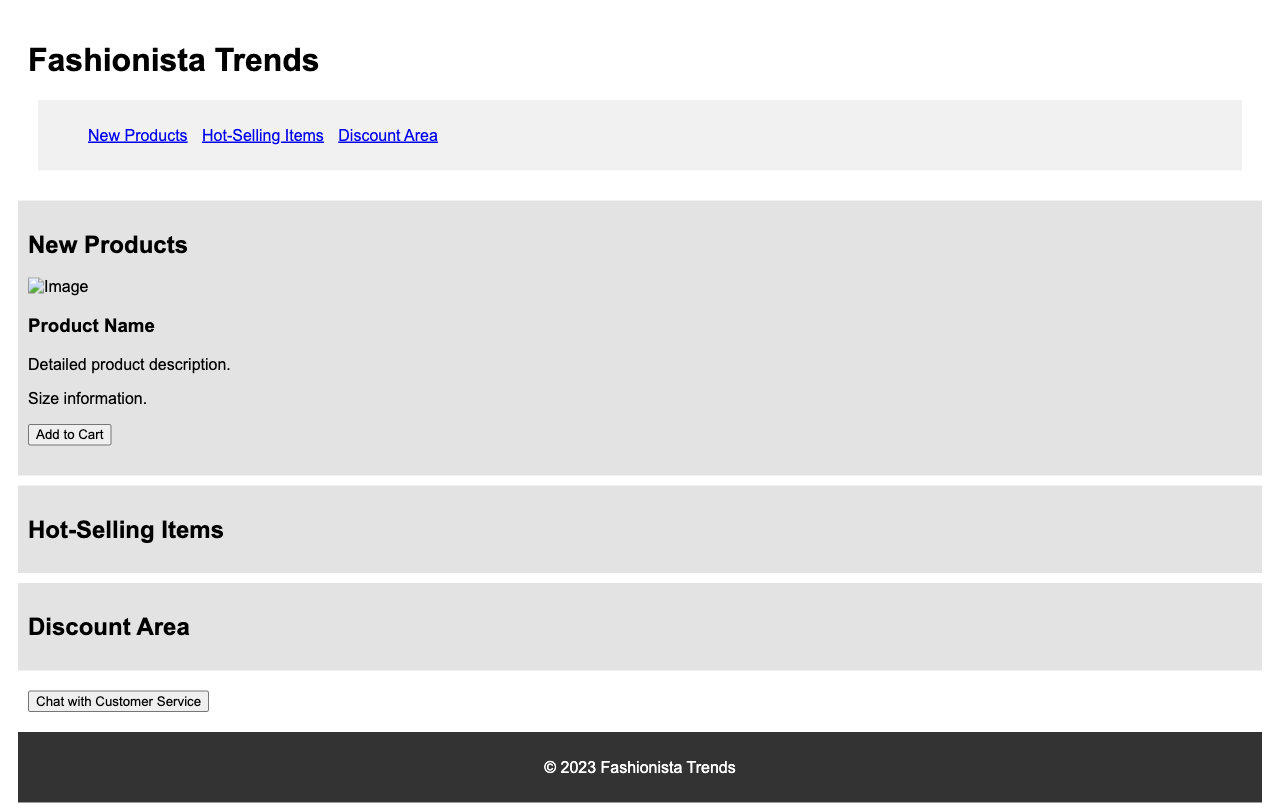 Fashionista Trends
New Products Hot-Selling Items Discount Area
New Products
Image
Product Name
Detailed product description.
Size information.
Add to Cart
Hot-Selling Items
Discount Area
Chat with Customer Service
© 2023 Fashionista Trends